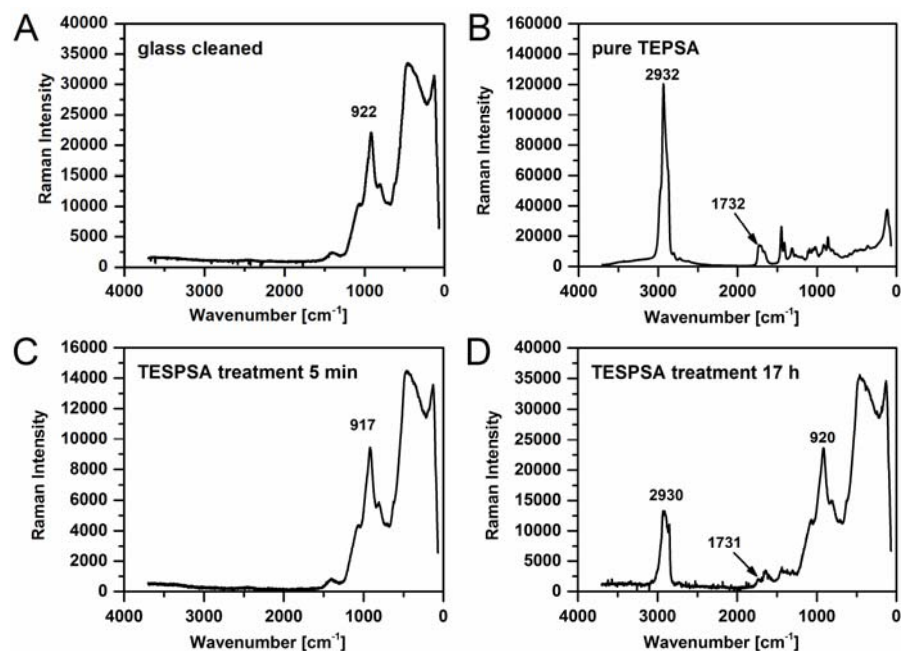 A
glass cleaned
922
Raman Intensity
40000
35000
30000
25000
20000
15000
10000
5000
0
4000 3000 2000 1000 0
Wavenumber [cm⁻¹]
B
pure TEPSA
2932
1732
Raman Intensity
160000
140000
120000
100000
80000
60000
40000
20000
0
4000 3000 2000 1000 0
Wavenumber [cm⁻¹]
C
TESPSA treatment 5 min
917
Raman Intensity
16000
14000
12000
10000
8000
6000
4000
2000
0
4000 3000 2000 1000 0
Wavenumber [cm⁻¹]
D
TESPSA treatment 17 h
920
2930
1731
Raman Intensity
40000
35000
30000
25000
20000
15000
10000
5000
0
4000 3000 2000 1000 0
Wavenumber [cm⁻¹]